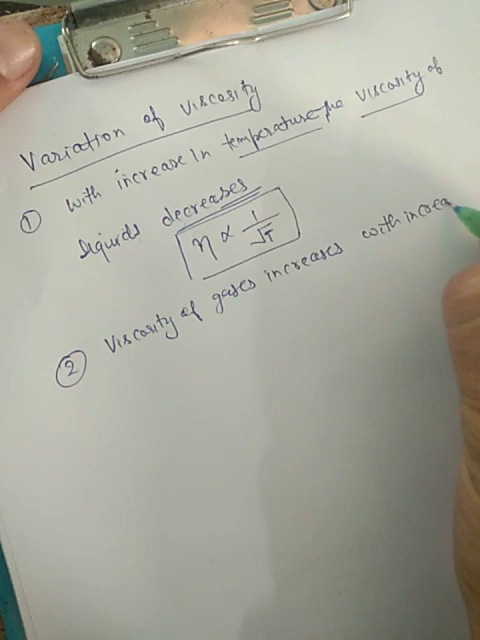 Variation of viscosity
① with increase in temperature the viscosity of
liquids decreases
η ∝ 1/√T
② Viscosity of gases increases with increa